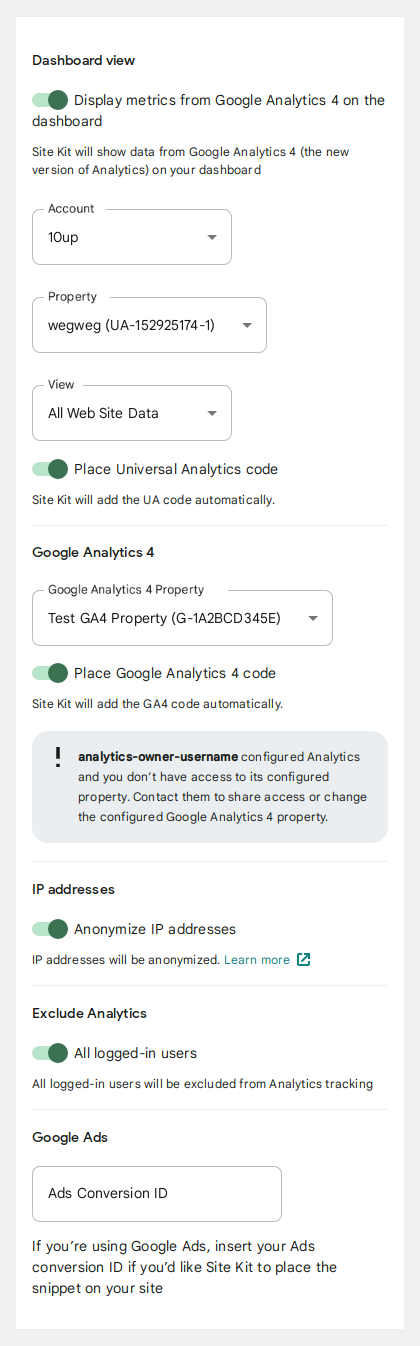 Dashboard view
Display metrics from Google Analytics 4 on the
dashboard
Site Kit will show data from Google Analytics 4 (the new
version of Analytics) on your dashboard
Account
10up
Property
wegweg (UA-152925174-1)
View
All Web Site Data
Place Universal Analytics code
Site Kit will add the UA code automatically.
Google Analytics 4
Google Analytics 4 Property
Test GA4 Property (G-1A2BCD345E)
Place Google Analytics 4 code
Site Kit will add the GA4 code automatically.
analytics-owner-username configured Analytics
and you don’t have access to its configured
property. Contact them to share access or change
the configured Google Analytics 4 property.
IP addresses
Anonymize IP addresses
IP addresses will be anonymized. Learn more
Exclude Analytics
All logged-in users
All logged-in users will be excluded from Analytics tracking
Google Ads
Ads Conversion ID
If you’re using Google Ads, insert your Ads
conversion ID if you’d like Site Kit to place the
snippet on your site